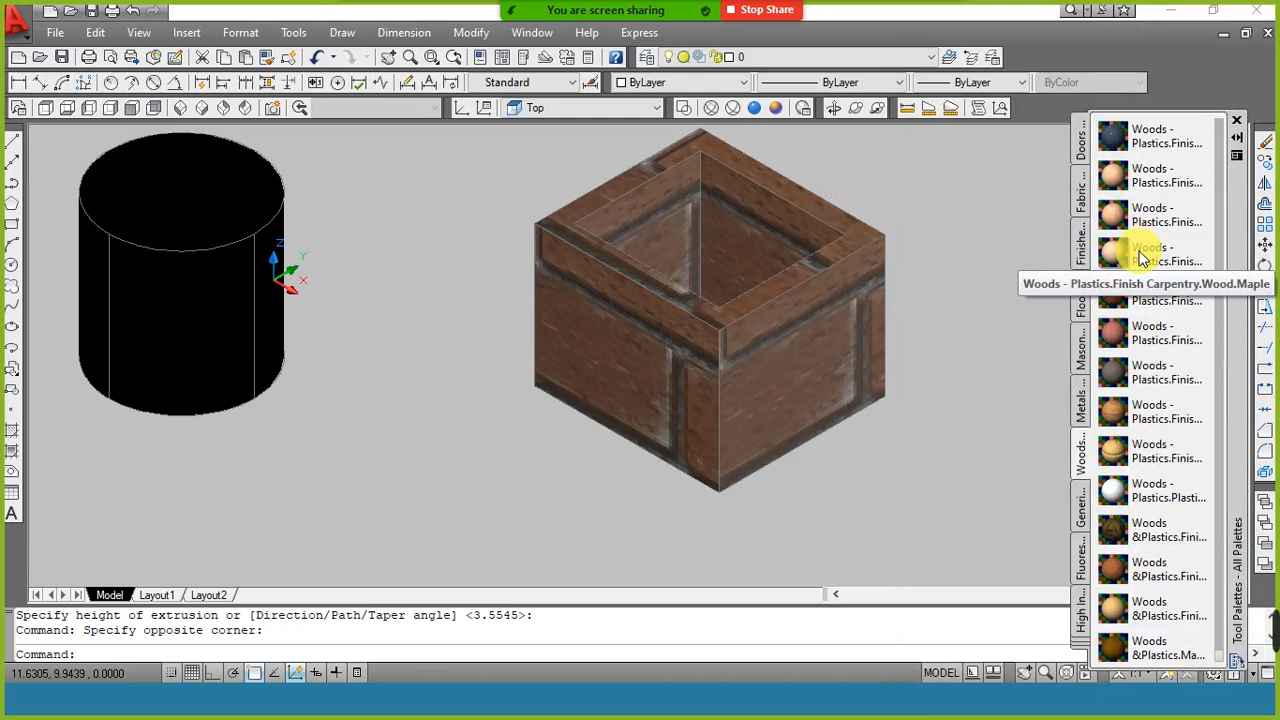 You are screen sharing
Stop Share
File Edit View Insert Format Tools Draw Dimension Modify Window Help Express
0
Standard ByLayer ByLayer ByLayer ByColor
Top
Doors ...
Fabric ...
Finishe...
Floo
Mason...
Metals ...
Woods...
Generi...
Fluores...
High In...
Woods -
Plastics.Finis...
Woods -
Plastics.Finis...
Woods -
Plastics.Finis...
Woods -
Plastics.Finis...
Woods - Plastics.Finish Carpentry.Wood.Maple
Plastics.Finis...
Woods -
Plastics.Finis...
Woods -
Plastics.Finis...
Woods -
Plastics.Finis...
Woods -
Plastics.Finis...
Woods -
Plastics.Plasti...
Woods
&Plastics.Fini...
Woods
&Plastics.Fini...
Woods
&Plastics.Fini...
Woods
&Plastics.Ma...
Tool Palettes - All Palettes
Z
Y
X
Model Layout1 Layout2
Specify height of extrusion or [Direction/Path/Taper angle] <3.5545>:
Command: Specify opposite corner:
Command:
11.6305, 9.9439, 0.0000
MODEL
1:1